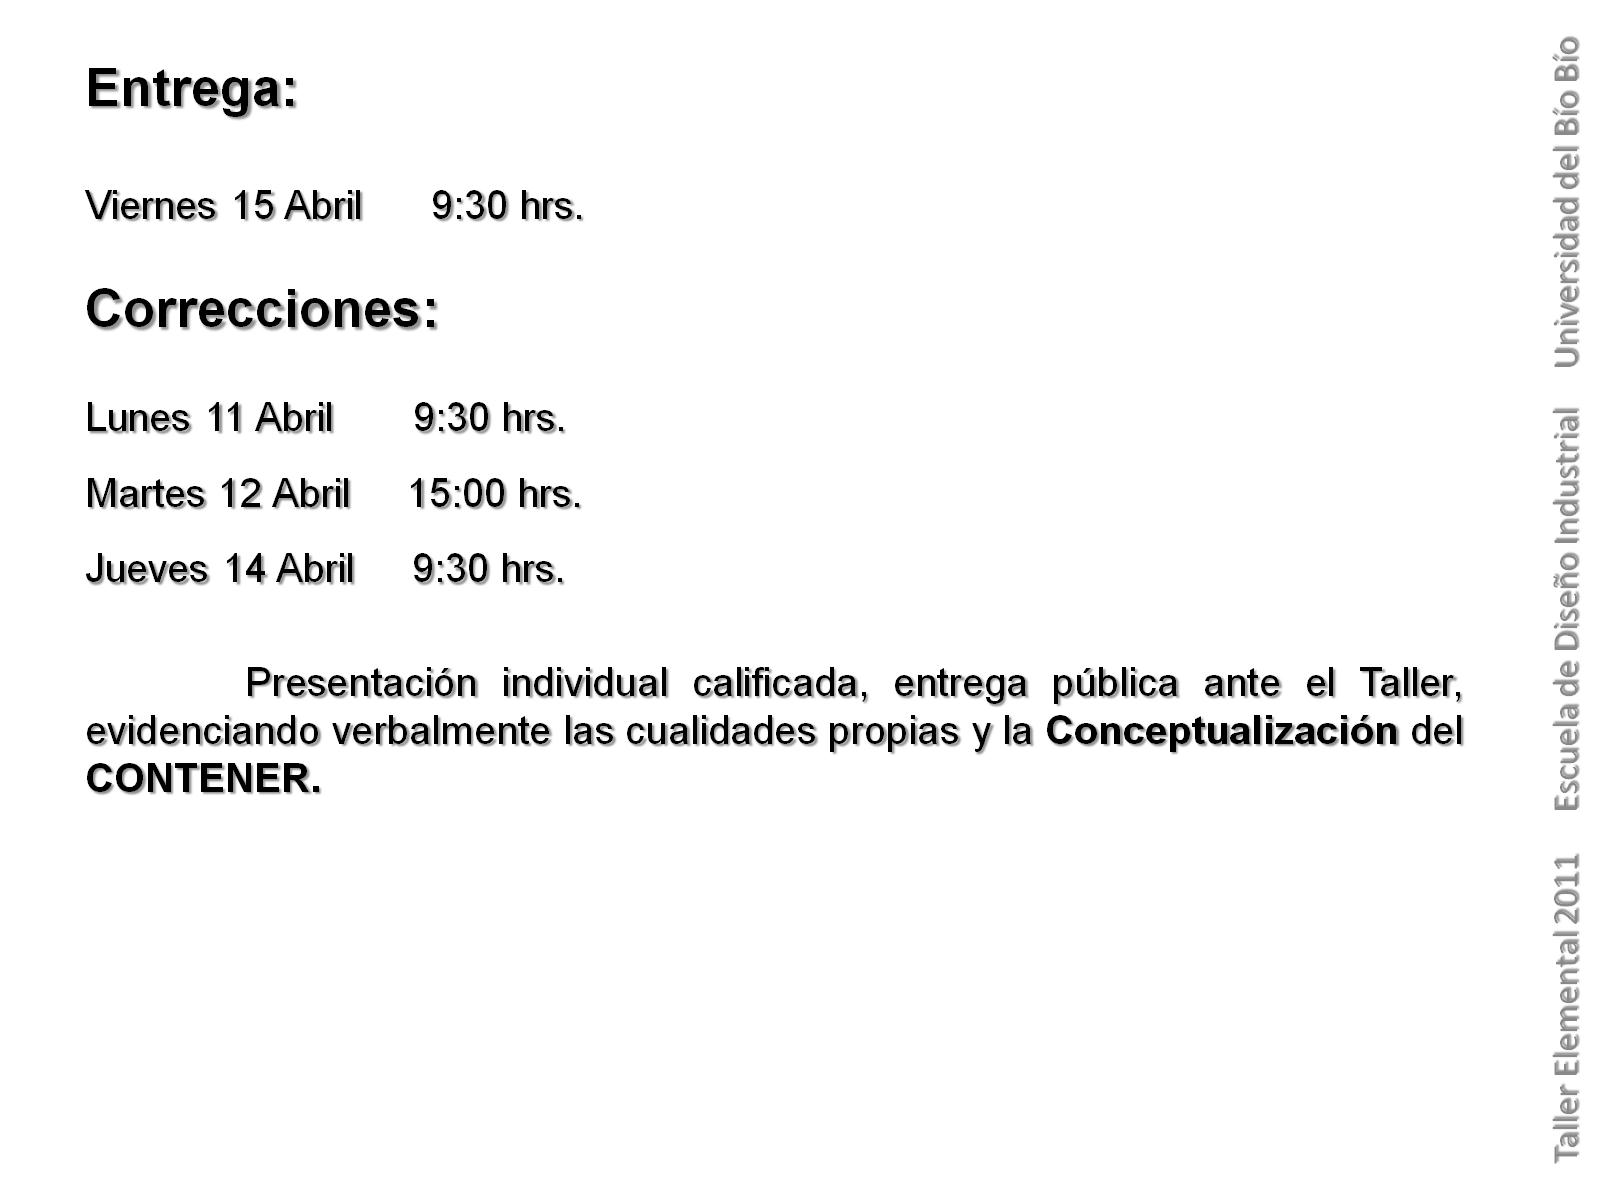 Entrega:
Viernes 15 Abril 9:30 hrs.
Correcciones:
Lunes 11 Abril 9:30 hrs.
Martes 12 Abril 15:00 hrs.
Jueves 14 Abril 9:30 hrs.
Presentación individual calificada, entrega pública ante el Taller,
evidenciando verbalmente las cualidades propias y la Conceptualización del
CONTENER.
Taller Elemental 2011 Escuela de Diseño Industrial Universidad del Bío Bío